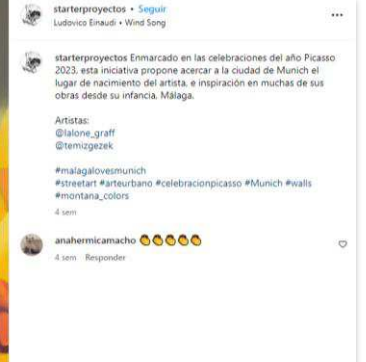 starterproyectos • Seguir
Ludovico Einaudi • Wind Song
starterproyectos Enmarcado en las celebraciones del año Picasso
2023, esta iniciativa propone acercar a la ciudad de Munich el
lugar de nacimiento del artista, e inspiración en muchas de sus
obras desde su infancia, Málaga.
Artistas:
@lalone_graff
@temizgezek
#malagalovesmunich
#streetart #arteurbano #celebracionpicasso #Munich #walls
#montana_colors
4 sem
anahermicamacho 👏👏👏👏👏
4 sem Responder